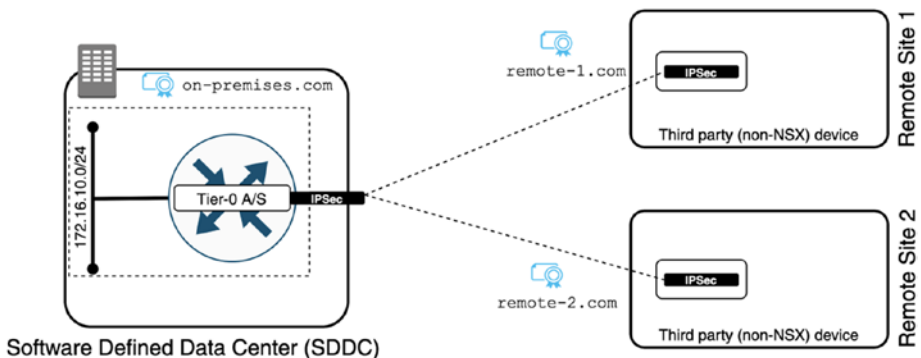 on-premises.com
172.16.10.0/24
Tier-0 A/S
IPSec
Software Defined Data Center (SDDC)
remote-1.com
IPSec
Third party (non-NSX) device
Remote Site 1
remote-2.com
IPSec
Third party (non-NSX) device
Remote Site 2